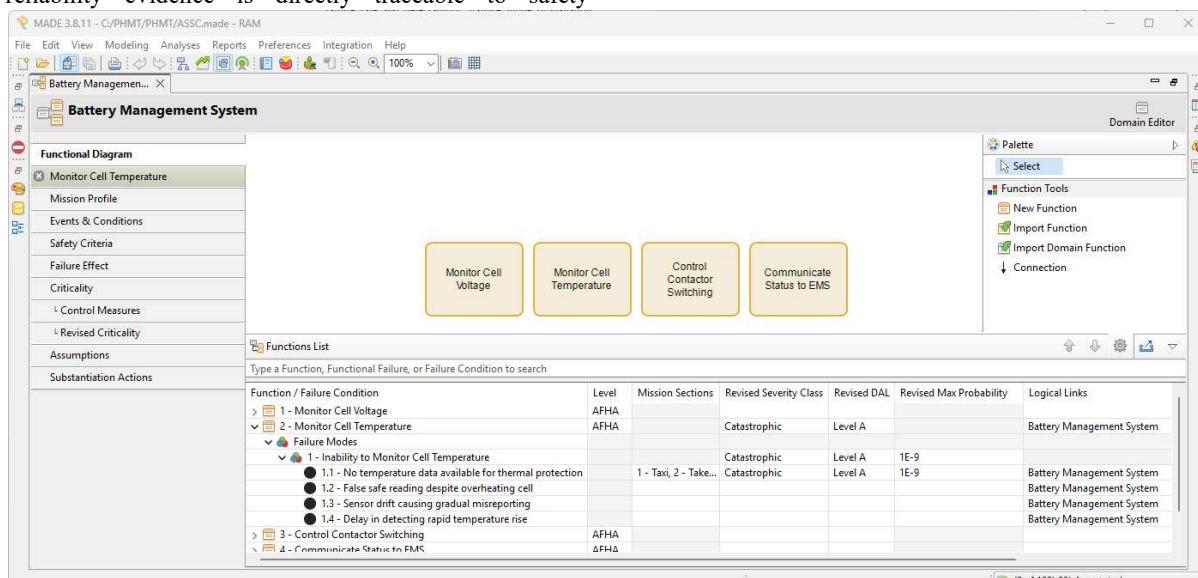 reliability evidence is directly traceable to safety
MADE 3.8.11 - C:/PHMT/PHMT/ASSC.made - RAM
File Edit View Modeling Analyses Reports Preferences Integration Help
100%
Battery Managemen...
Battery Management System
Domain Editor
Functional Diagram
Monitor Cell Temperature
Mission Profile
Events & Conditions
Safety Criteria
Failure Effect
Criticality
Control Measures
Revised Criticality
Assumptions
Substantiation Actions
Monitor Cell
Voltage
Monitor Cell
Temperature
Control
Contactor
Switching
Communicate
Status to EMS
Palette
Select
Function Tools
New Function
Import Function
Import Domain Function
Connection
Functions List
Type a Function, Functional Failure, or Failure Condition to search
Function / Failure Condition Level Mission Sections Revised Severity Class Revised DAL Revised Max Probability Logical Links
1 - Monitor Cell Voltage AFHA
2 - Monitor Cell Temperature AFHA Catastrophic Level A Battery Management System
Failure Modes
1 - Inability to Monitor Cell Temperature Catastrophic Level A 1E-9
1.1 - No temperature data available for thermal protection 1 - Taxi, 2 - Take... Catastrophic Level A 1E-9 Battery Management System
1.2 - False safe reading despite overheating cell Battery Management System
1.3 - Sensor drift causing gradual misreporting Battery Management System
1.4 - Delay in detecting rapid temperature rise Battery Management System
3 - Control Contactor Switching AFHA
4 - Communicate Status to EMS AFHA